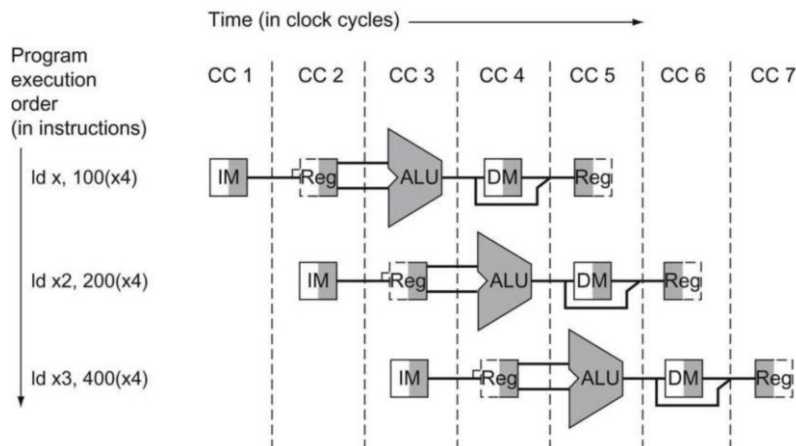 Time (in clock cycles)
Program
execution
order
(in instructions)
CC 1 CC 2 CC 3 CC 4 CC 5 CC 6 CC 7
ld x, 100(x4)
IM Reg ALU DM Reg
ld x2, 200(x4)
IM Reg ALU DM Reg
ld x3, 400(x4)
IM Reg ALU DM Reg